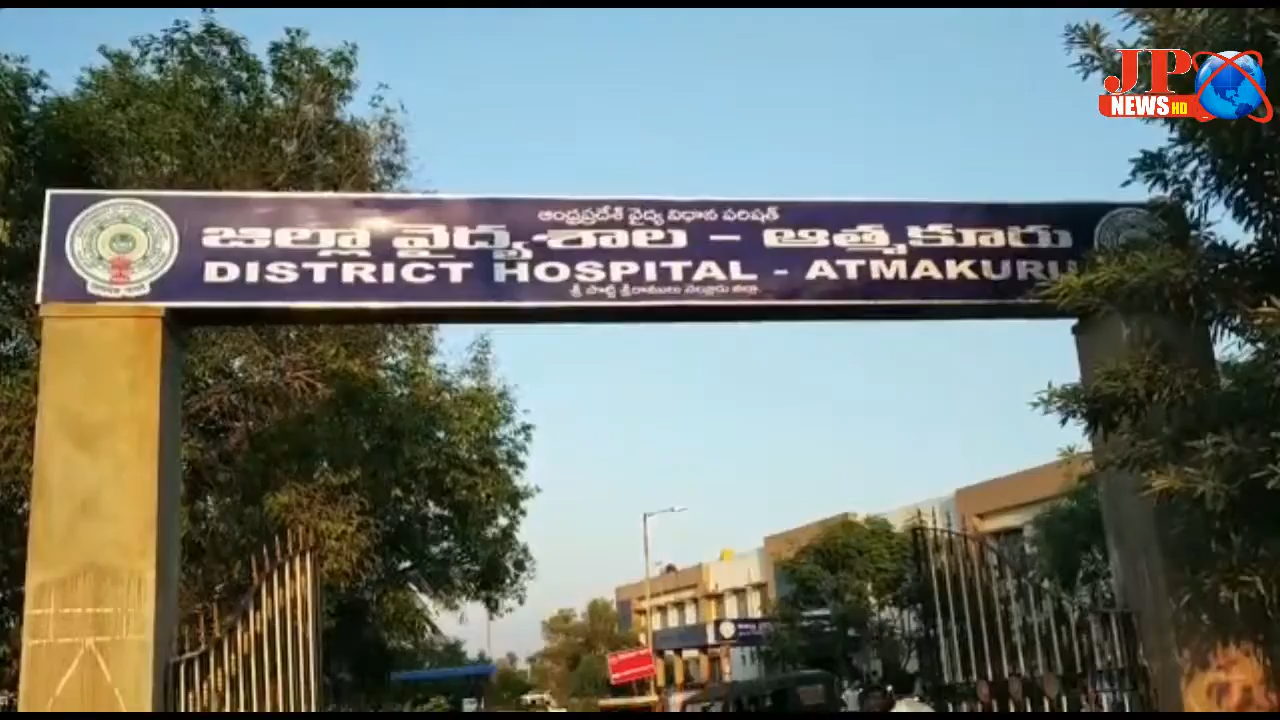 JP
NEWS HD
ఆంధ్రప్రదేశ్ వైద్య విధాన పరిషత్
జిల్లా వైద్యశాల - ఆత్మకూరు
DISTRICT HOSPITAL - ATMAKURU
శ్రీ పొట్టి శ్రీరాములు నెల్లూరు జిల్లా.